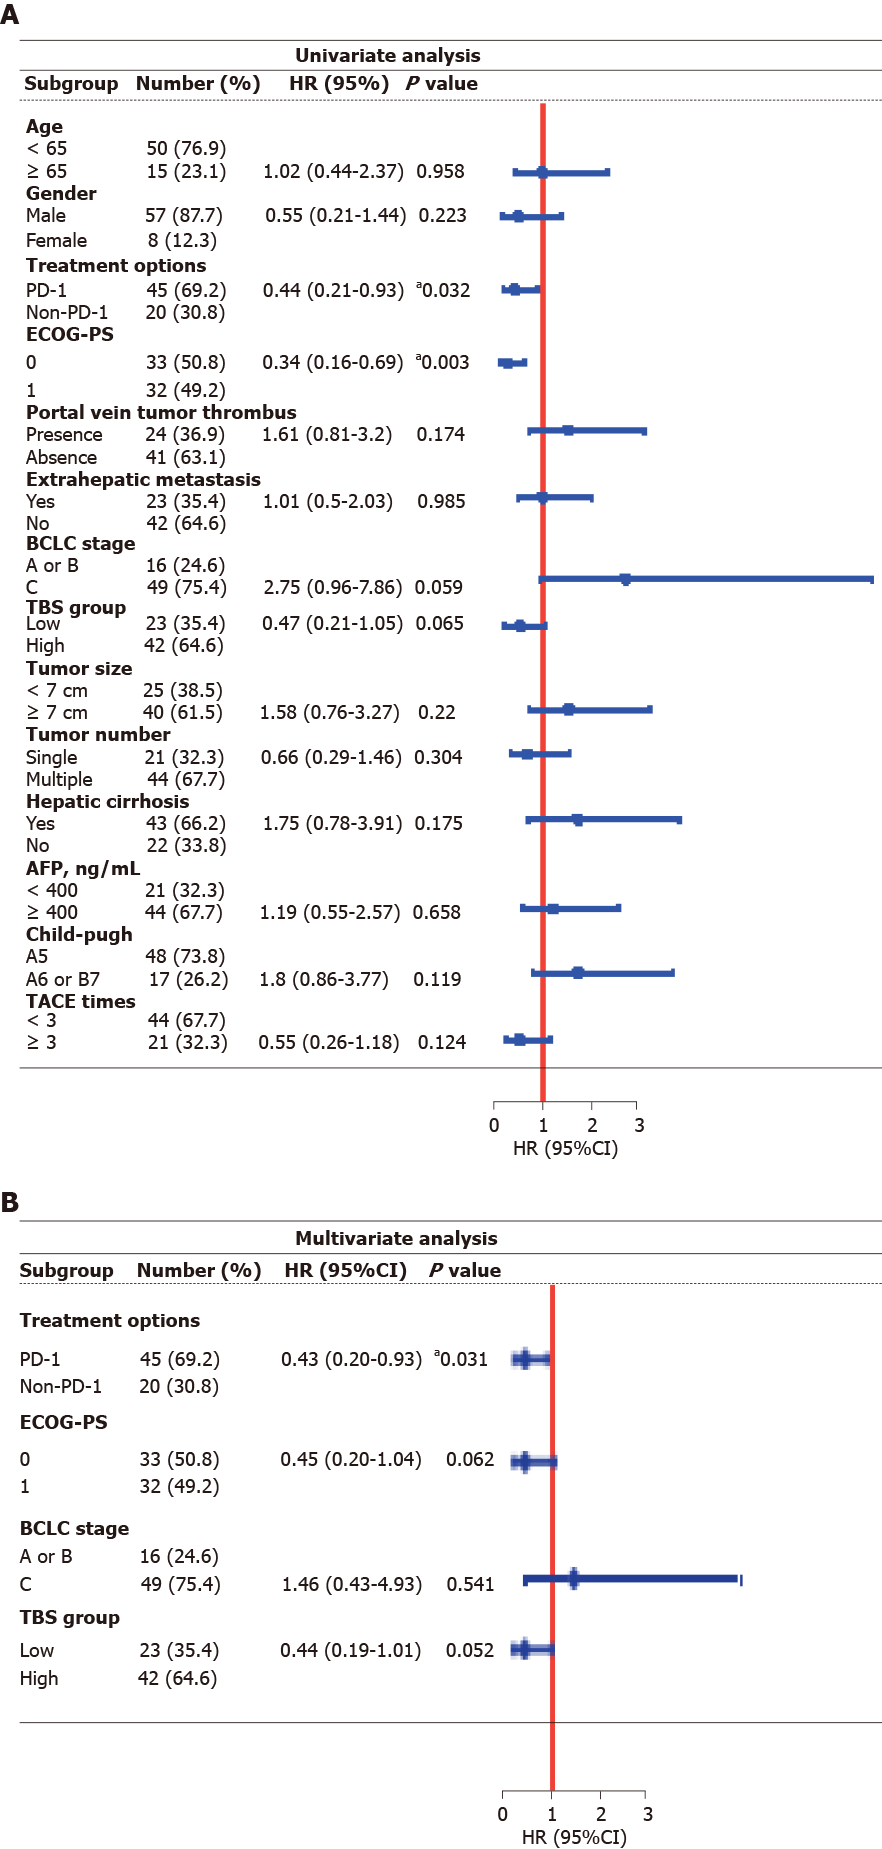 A
Univariate analysis
Subgroup Number (%) HR (95%) P value
Age
< 65 50 (76.9)
≥ 65 15 (23.1) 1.02 (0.44-2.37) 0.958
Gender
Male 57 (87.7) 0.55 (0.21-1.44) 0.223
Female 8 (12.3)
Treatment options
PD-1 45 (69.2) 0.44 (0.21-0.93) a0.032
Non-PD-1 20 (30.8)
ECOG-PS
0 33 (50.8) 0.34 (0.16-0.69) a0.003
1 32 (49.2)
Portal vein tumor thrombus
Presence 24 (36.9) 1.61 (0.81-3.2) 0.174
Absence 41 (63.1)
Extrahepatic metastasis
Yes 23 (35.4) 1.01 (0.5-2.03) 0.985
No 42 (64.6)
BCLC stage
A or B 16 (24.6)
C 49 (75.4) 2.75 (0.96-7.86) 0.059
TBS group
Low 23 (35.4) 0.47 (0.21-1.05) 0.065
High 42 (64.6)
Tumor size
< 7 cm 25 (38.5)
≥ 7 cm 40 (61.5) 1.58 (0.76-3.27) 0.22
Tumor number
Single 21 (32.3) 0.66 (0.29-1.46) 0.304
Multiple 44 (67.7)
Hepatic cirrhosis
Yes 43 (66.2) 1.75 (0.78-3.91) 0.175
No 22 (33.8)
AFP, ng/mL
< 400 21 (32.3)
≥ 400 44 (67.7) 1.19 (0.55-2.57) 0.658
Child-pugh
A5 48 (73.8)
A6 or B7 17 (26.2) 1.8 (0.86-3.77) 0.119
TACE times
< 3 44 (67.7)
≥ 3 21 (32.3) 0.55 (0.26-1.18) 0.124
0 1 2 3
HR (95%CI)
B
Multivariate analysis
Subgroup Number (%) HR (95%CI) P value
Treatment options
PD-1 45 (69.2) 0.43 (0.20-0.93) a0.031
Non-PD-1 20 (30.8)
ECOG-PS
0 33 (50.8) 0.45 (0.20-1.04) 0.062
1 32 (49.2)
BCLC stage
A or B 16 (24.6)
C 49 (75.4) 1.46 (0.43-4.93) 0.541
TBS group
Low 23 (35.4) 0.44 (0.19-1.01) 0.052
High 42 (64.6)
0 1 2 3
HR (95%CI)